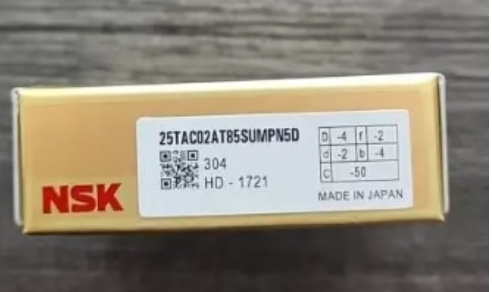 NSK
25TAC02AT85SUMPN5D
304
HD - 1721
D -4 f -2
d -2 b -4
C -50
MADE IN JAPAN